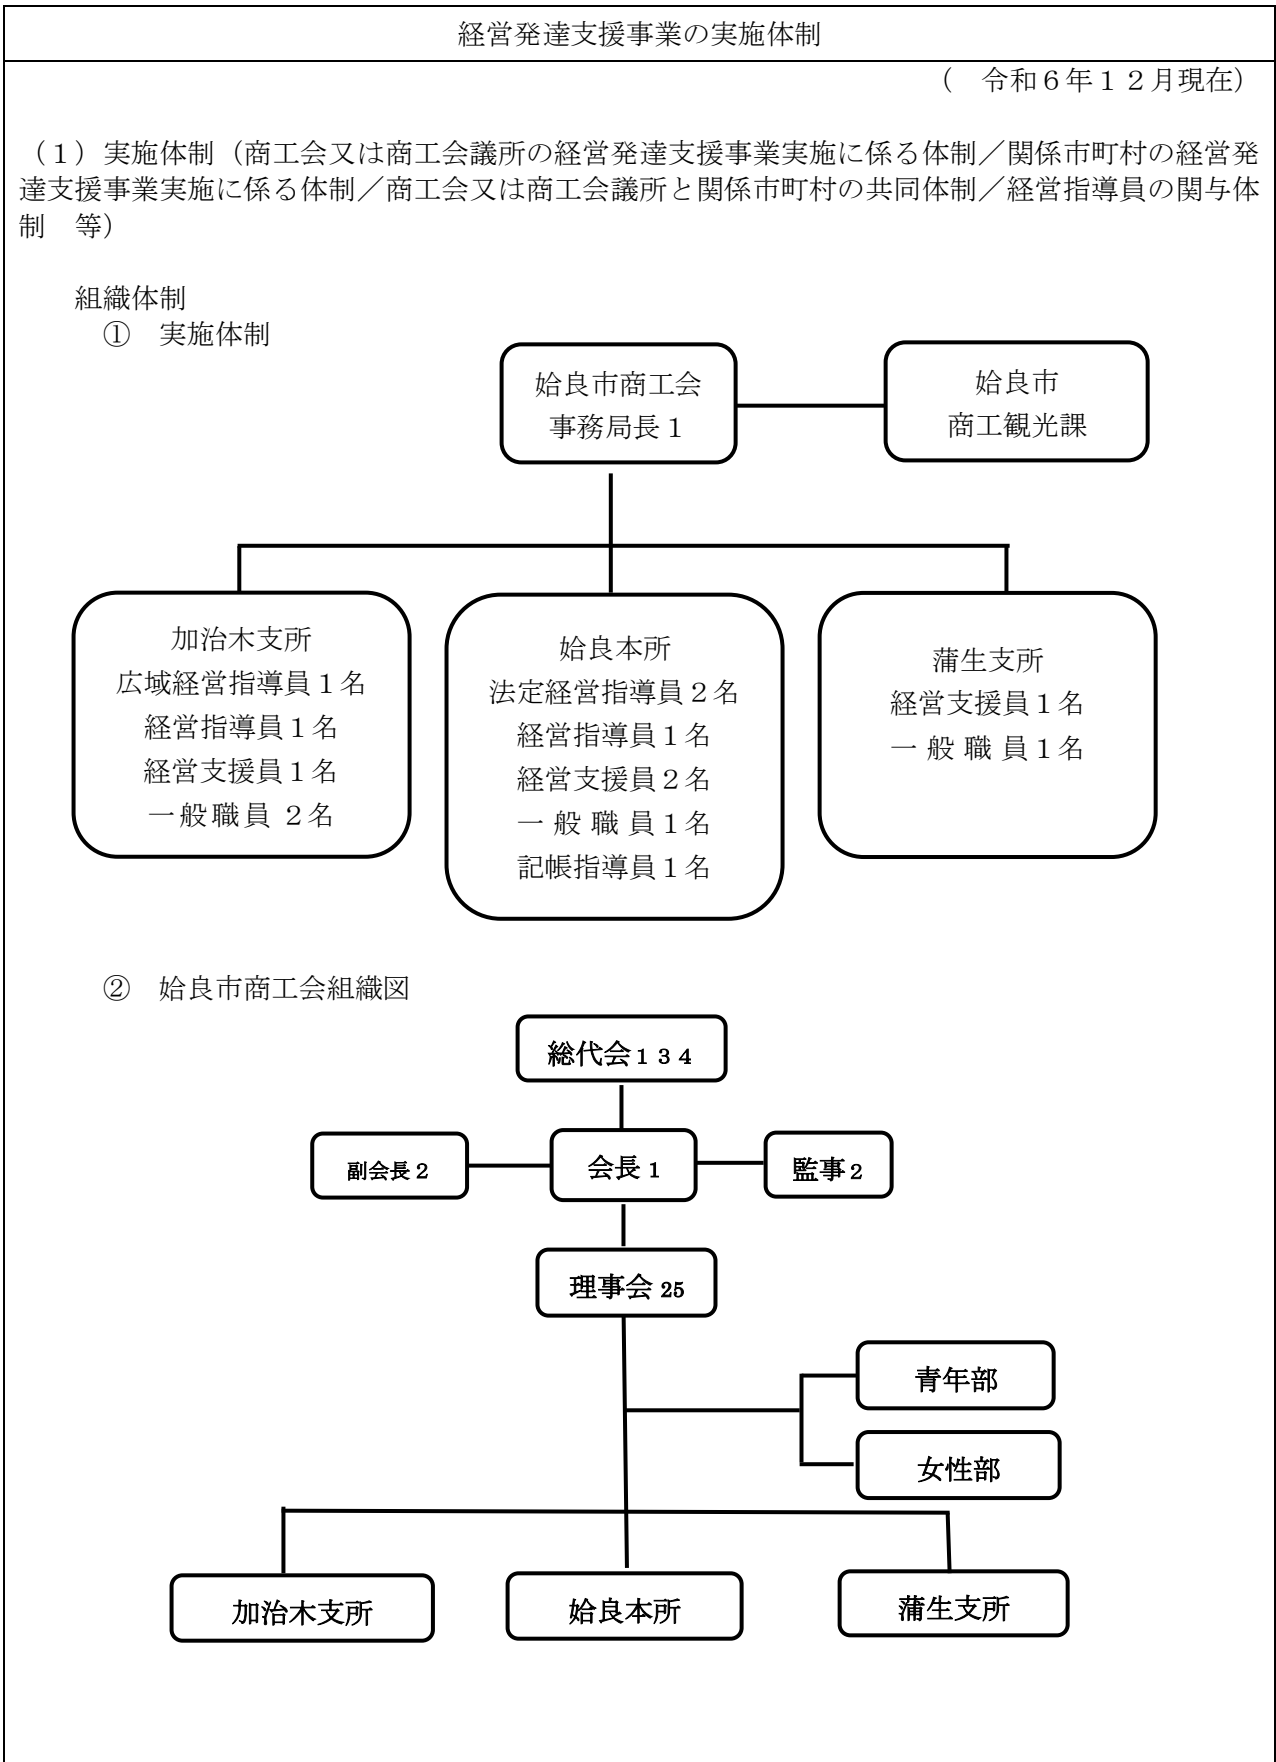 経営発達支援事業の実施体制
（　令和６年１２月現在）
（１）実施体制（商工会又は商工会議所の経営発達支援事業実施に係る体制／関係市町村の経営発
達支援事業実施に係る体制／商工会又は商工会議所と関係市町村の共同体制／経営指導員の関与体
制　等）
組織体制
①　実施体制
姶良市商工会
事務局長１
姶良市
商工観光課
加治木支所
広域経営指導員１名
経営指導員１名
経営支援員１名
一般職員 ２名
姶良本所
法定経営指導員２名
経営指導員１名
経営支援員２名
一 般 職 員１名
記帳指導員１名
蒲生支所
経営支援員１名
一 般 職 員１名
②　姶良市商工会組織図
総代会１３４
副会長２
会長１
監事２
理事会 25
青年部
女性部
加治木支所
姶良本所
蒲生支所